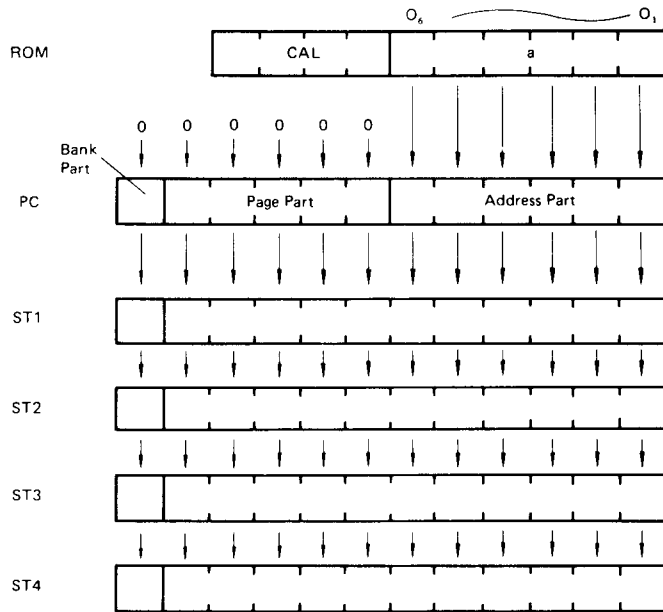 O₆ O₁
ROM CAL a
0 0 0 0 0 0
Bank
Part
PC Page Part Address Part
ST1
ST2
ST3
ST4